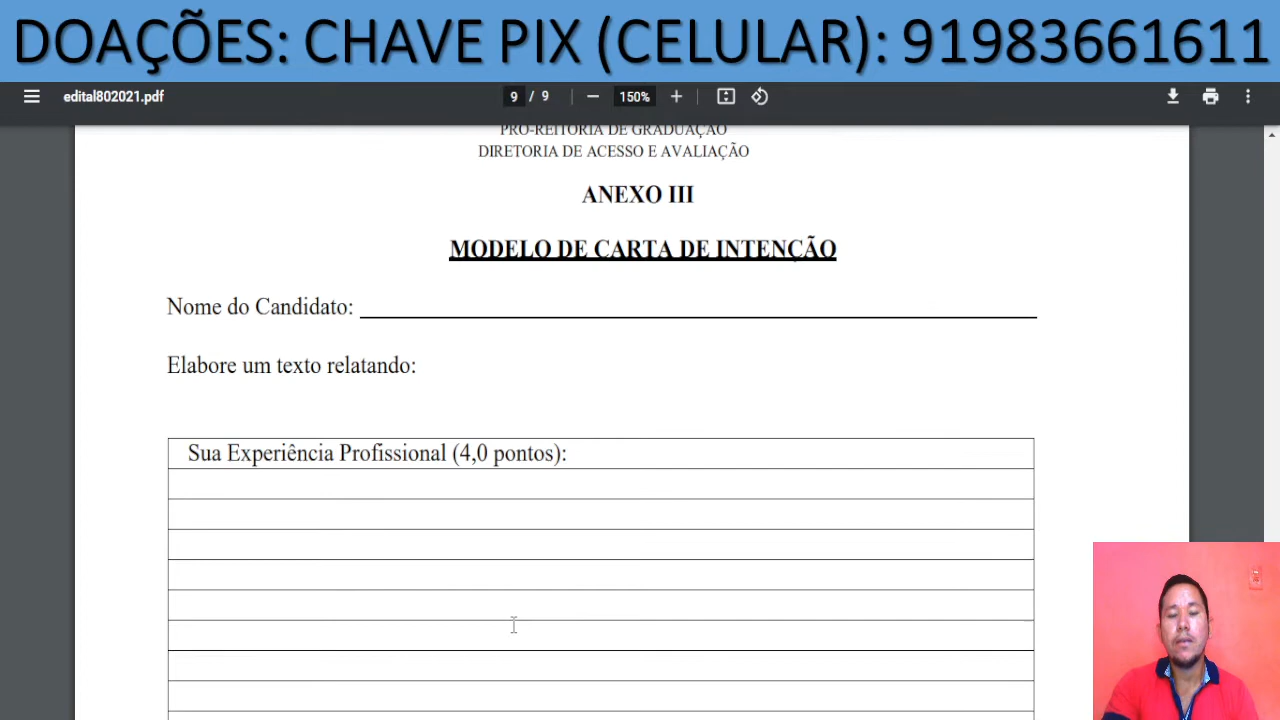 DOAÇÕES: CHAVE PIX (CELULAR): 91983661611
edital802021.pdf
9 / 9
150%
PRÓ-REITORIA DE GRADUAÇÃO
DIRETORIA DE ACESSO E AVALIAÇÃO
ANEXO III
MODELO DE CARTA DE INTENÇÃO
Nome do Candidato:
Elabore um texto relatando:
Sua Experiência Profissional (4,0 pontos):